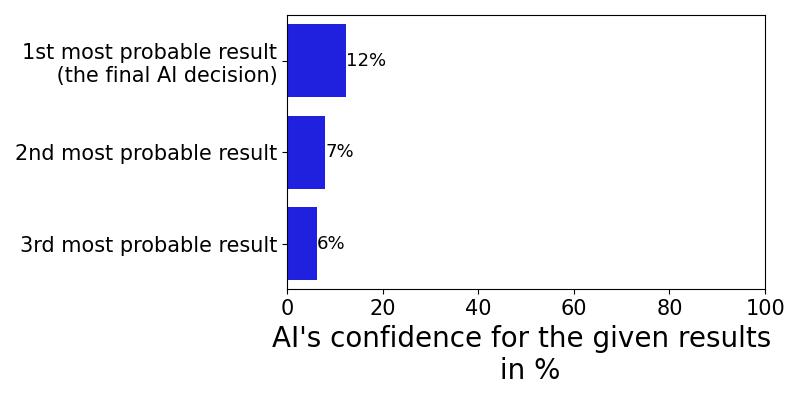 1st most probable result
(the final AI decision)
12%
2nd most probable result
7%
3rd most probable result
6%
0 20 40 60 80 100
AI's confidence for the given results
in %